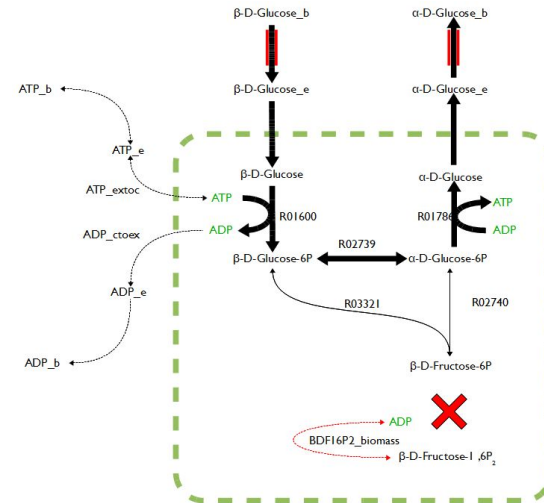 β-D-Glucose_b
α-D-Glucose_b
ATP_b
β-D-Glucose_e
α-D-Glucose_e
ATP_e
β-D-Glucose
α-D-Glucose
ATP_extoc
ATP
ATP
R01600
R01786
ADP_ctoex
ADP
ADP
R02739
β-D-Glucose-6P
α-D-Glucose-6P
ADP_e
R03321
R02740
ADP_b
β-D-Fructose-6P
ADP
BDF16P2_biomass
β-D-Fructose-1 ,6P₂